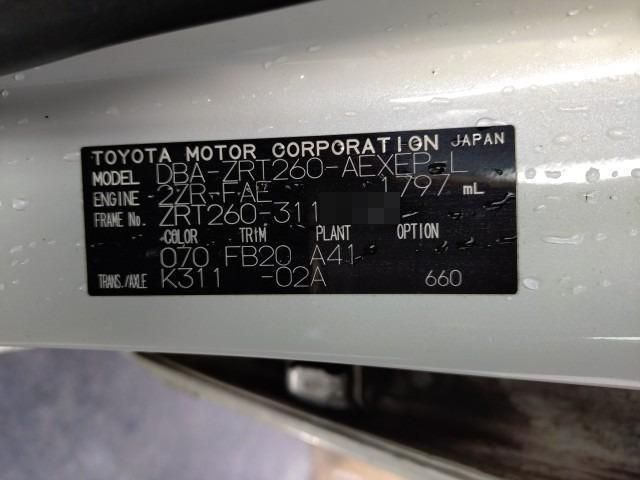 TOYOTA MOTOR CORPORATION JAPAN
MODEL DBA-ZRT260-AEXEP-L
ENGINE 2ZR-FAE 1797 mL
FRAME No. ZRT260-311
COLOR TRIM PLANT OPTION
070 FB20 A41
TRANS./AXLE K311 -02A 660